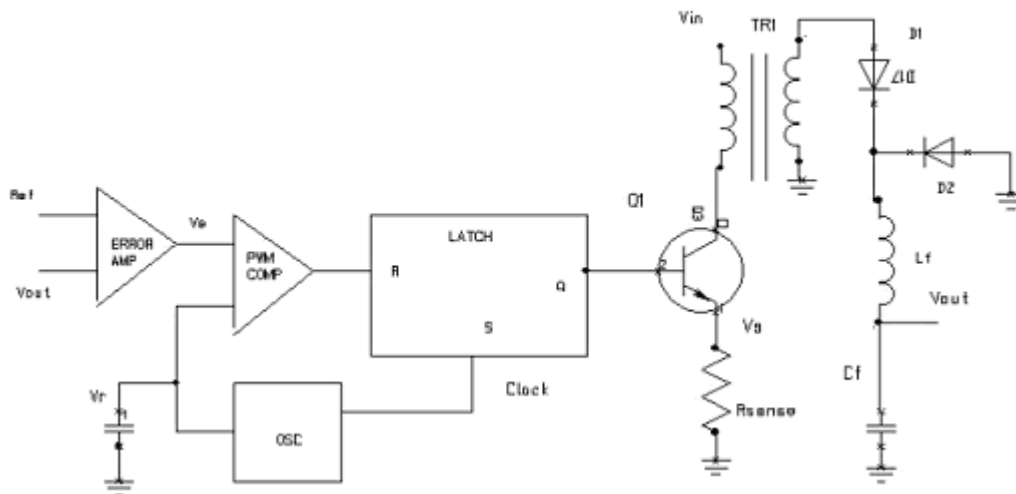 Vin
TR1
D1
D2
Q1
Ref
Ve
ERROR
AMP
PWM
COMP
LATCH
R
Q
S
Vout
Lf
Vout
Vs
Vr
Clock
Cf
Rsense
OSC